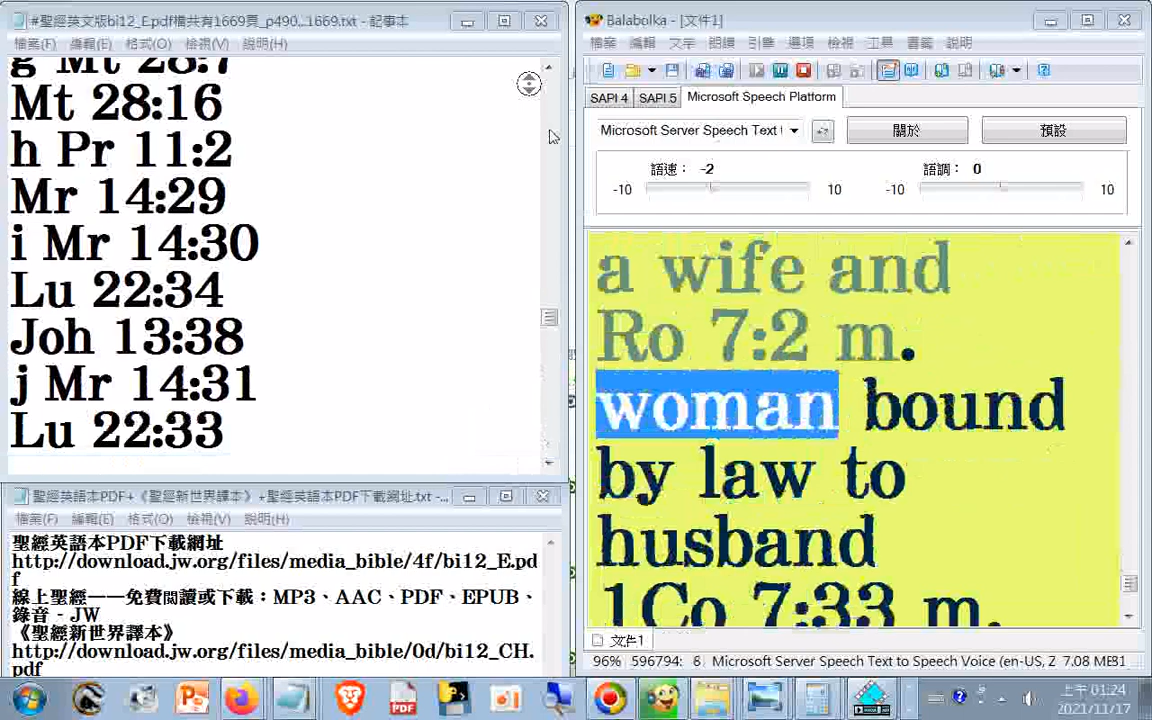 #聖經英文版bi12_E.pdf檔共有1669頁_p490,..1669.txt - 記事本
檔案(F) 編輯(E) 格式(O) 檢視(V) 說明(H)
g Mt 28:7
Mt 28:16
h Pr 11:2
Mr 14:29
i Mr 14:30
Lu 22:34
Joh 13:38
j Mr 14:31
Lu 22:33
聖經英語本PDF+《聖經新世界譯本》+聖經英語本PDF下載網址.txt - ...
檔案(F) 編輯(E) 格式(O) 檢視(V) 說明(H)
聖經英語本PDF下載網址
http://download.jw.org/files/media_bible/4f/bi12_E.pd
f
線上聖經——免費閱讀或下載：MP3、AAC、PDF、EPUB、
錄音 - JW
《聖經新世界譯本》
http://download.jw.org/files/media_bible/0d/bi12_CH.
pdf
Balabolka - [文件1]
檔案 編輯 文字 朗讀 引擎 選項 檢視 工具 書籤 說明
SAPI 4 SAPI 5 Microsoft Speech Platform
Microsoft Server Speech Text 關於 預設
語速： -2 語調： 0
-10 10 -10 10
a wife and
Ro 7:2 m.
woman bound
by law to
husband
1Co 7:33 m.
文件1
96% 596794: 8 Microsoft Server Speech Text to Speech Voice (en-US, Z 7.08 MB
PDF
上午 01:24
2021/11/17